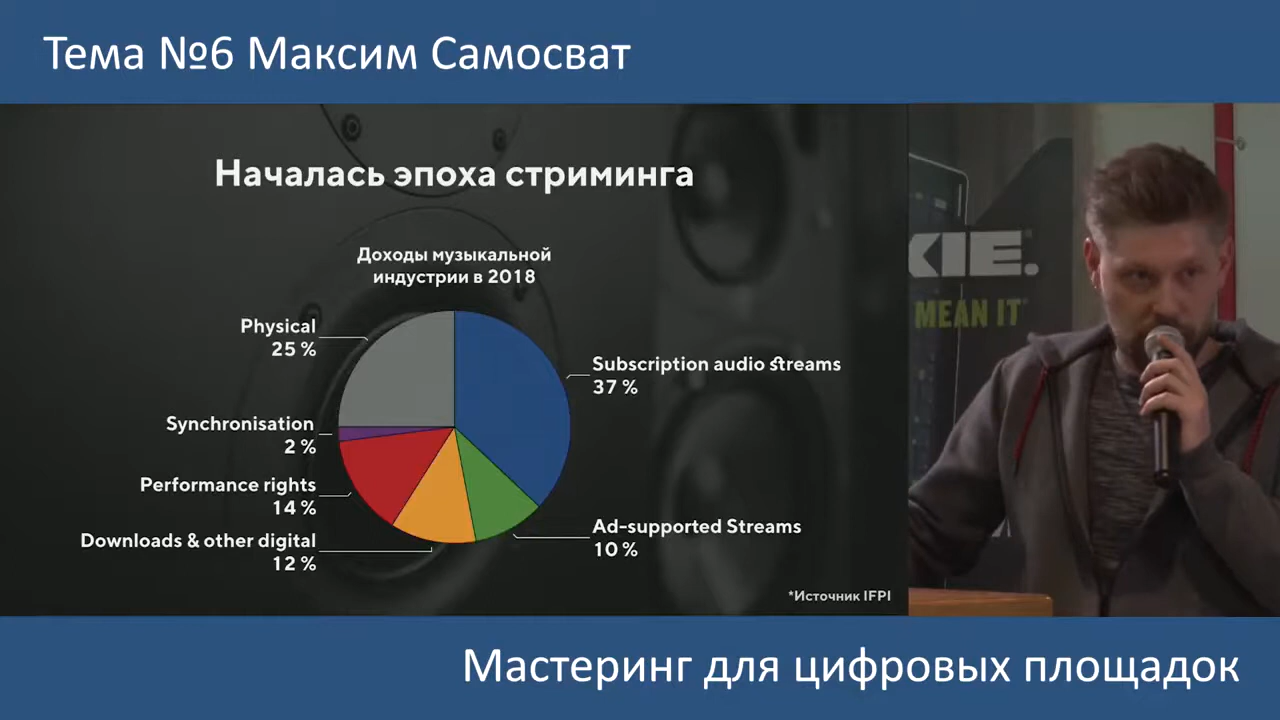 Тема №6 Максим Самосват
Началась эпоха стриминга
Доходы музыкальной
индустрии в 2018
Physical
25 %
Subscription audio streams
37 %
Synchronisation
2 %
Performance rights
14 %
Downloads & other digital
12 %
Ad-supported Streams
10 %
*Источник IFPI
KIE.
MEAN IT
Мастеринг для цифровых площадок